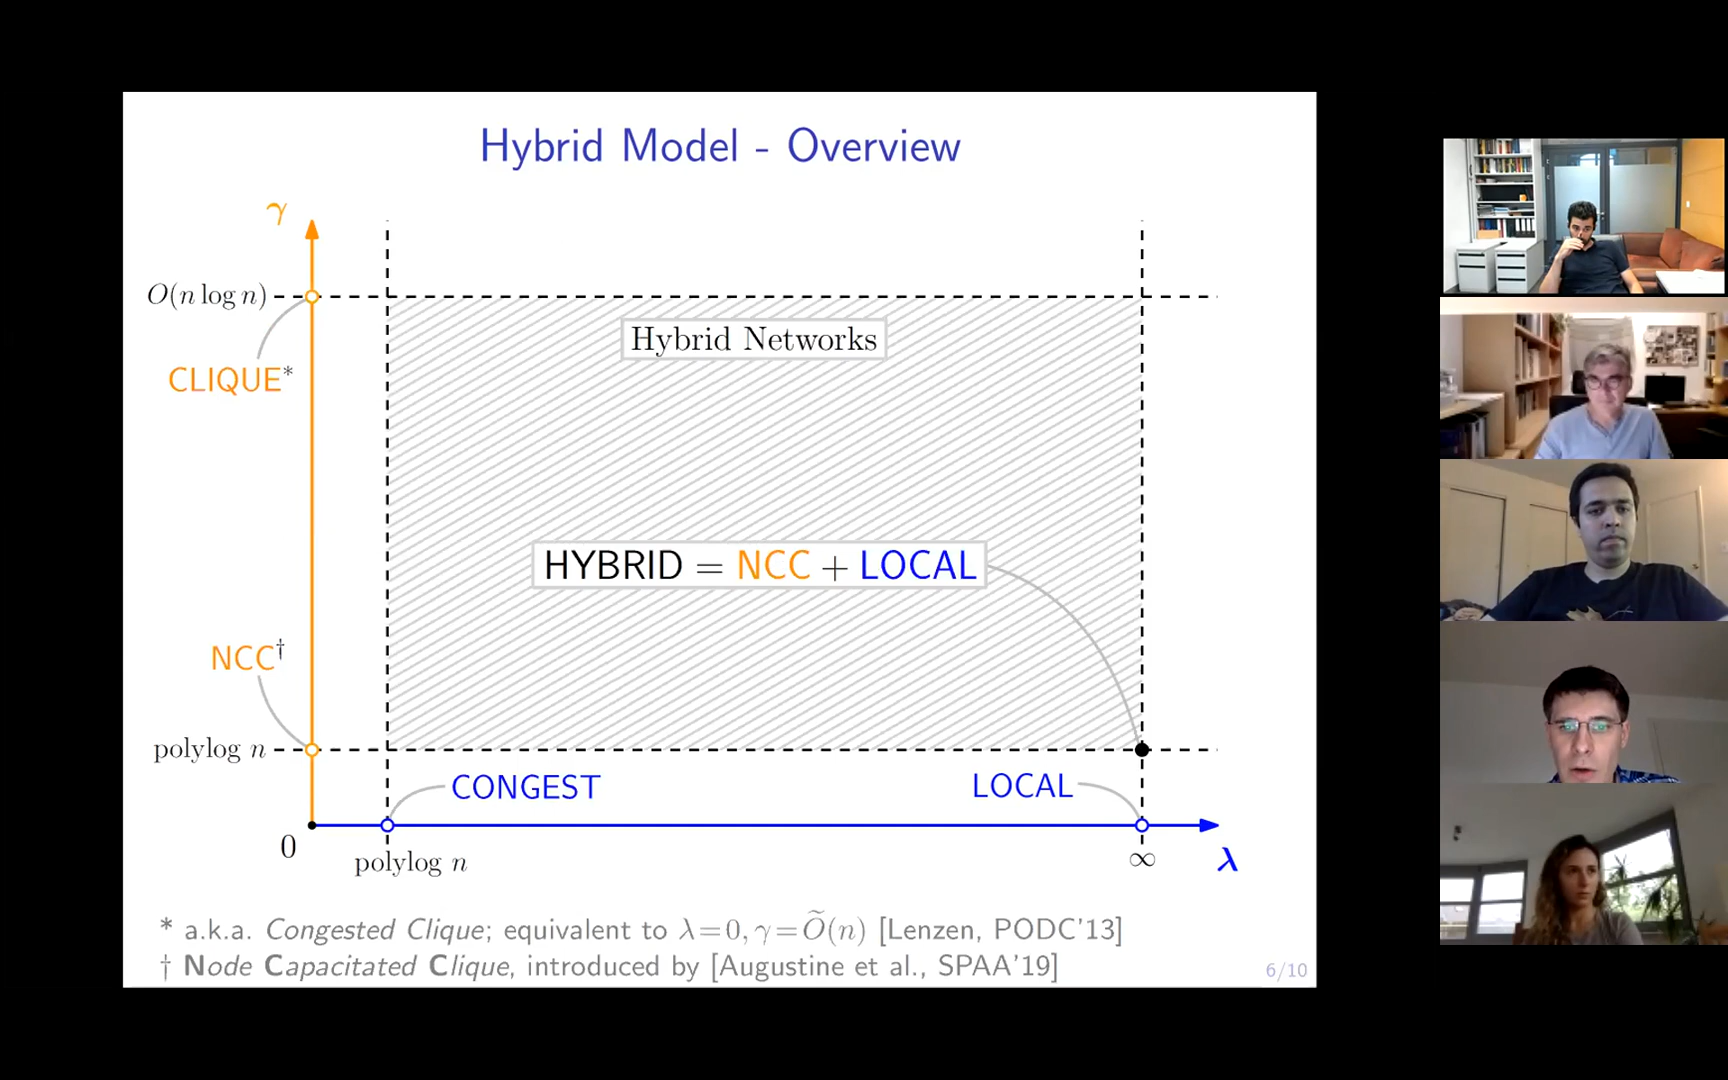 Hybrid Model - Overview
γ
O(n log n)
Hybrid Networks
CLIQUE*
HYBRID = NCC + LOCAL
NCC†
polylog n
CONGEST
LOCAL
0
polylog n
∞
λ
* a.k.a. Congested Clique; equivalent to λ=0, γ=Õ(n) [Lenzen, PODC'13]
† Node Capacitated Clique, introduced by [Augustine et al., SPAA'19]
6/10